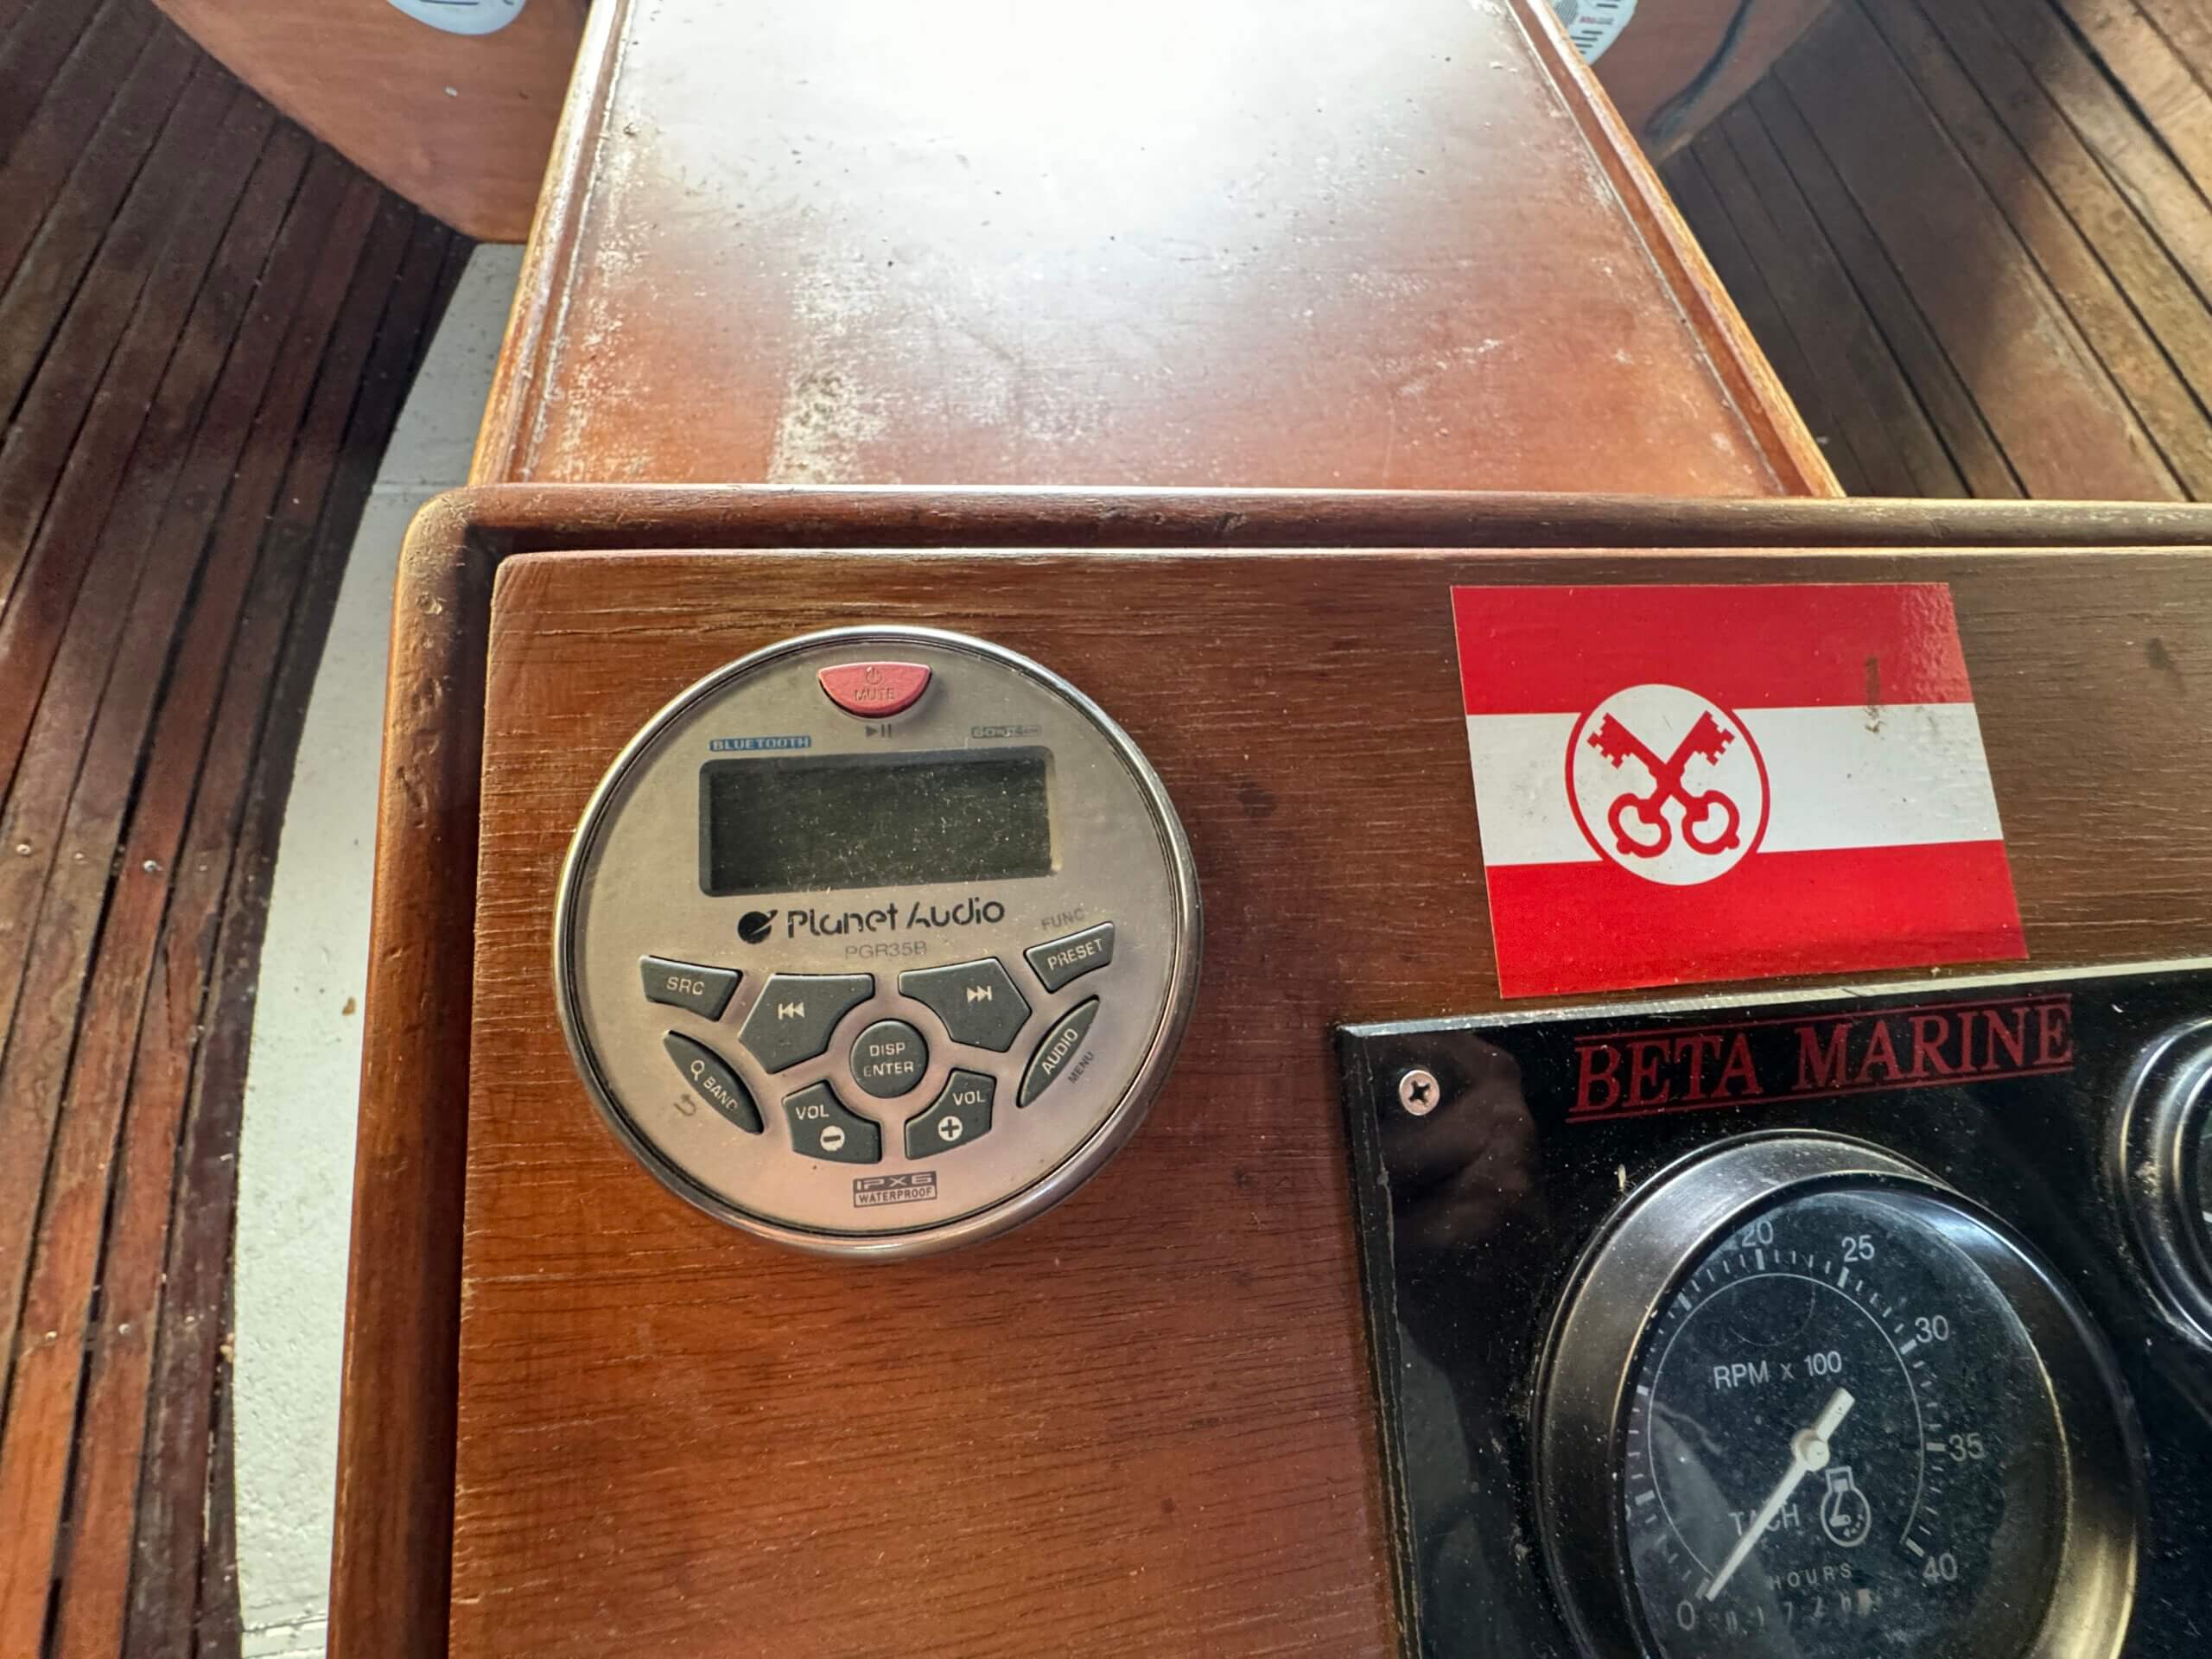 MUTE
BLUETOOTH
Planet Audio
PGR35B
FUNC
SRC
PRESET
DISP
ENTER
BAND
AUDIO
MENU
VOL
VOL
IPX6
WATERPROOF
BETA MARINE
20
25
30
RPM x 100
35
TACH
HOURS
40
0